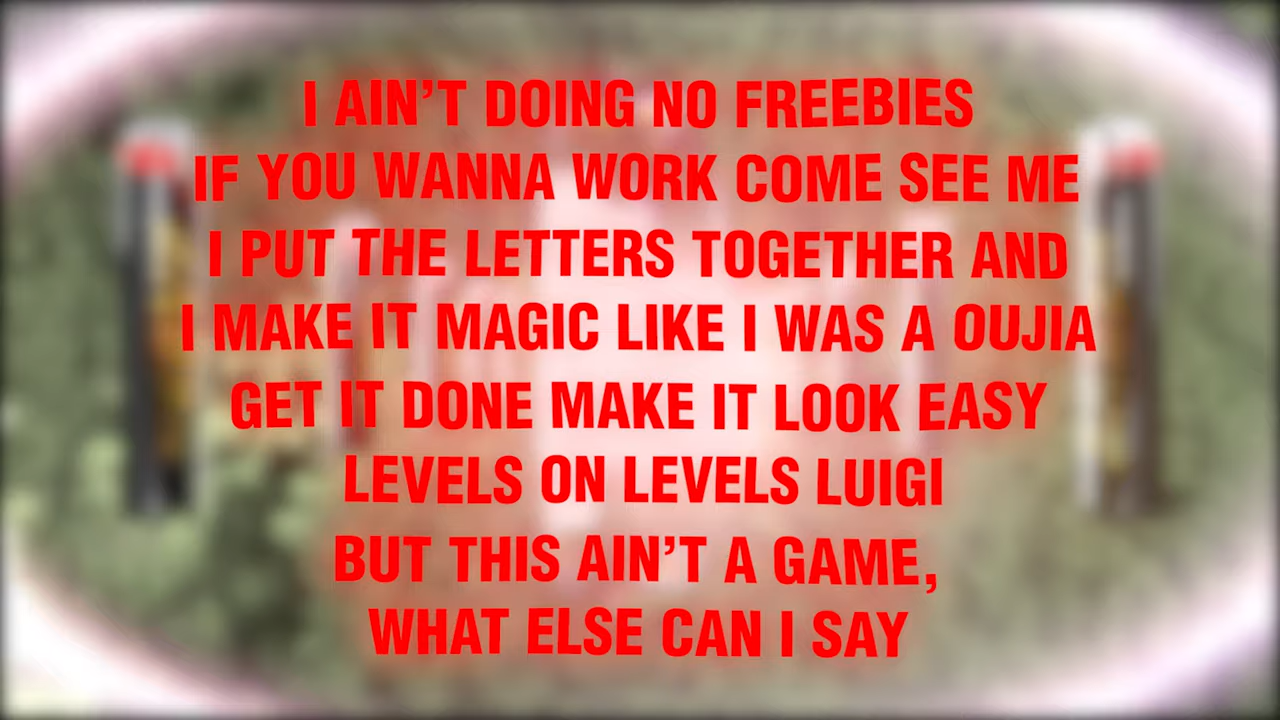 I AIN'T DOING NO FREEBIES
IF YOU WANNA WORK COME SEE ME
I PUT THE LETTERS TOGETHER AND
I MAKE IT MAGIC LIKE I WAS A OUJIA
GET IT DONE MAKE IT LOOK EASY
LEVELS ON LEVELS LUIGI
BUT THIS AIN'T A GAME,
WHAT ELSE CAN I SAY